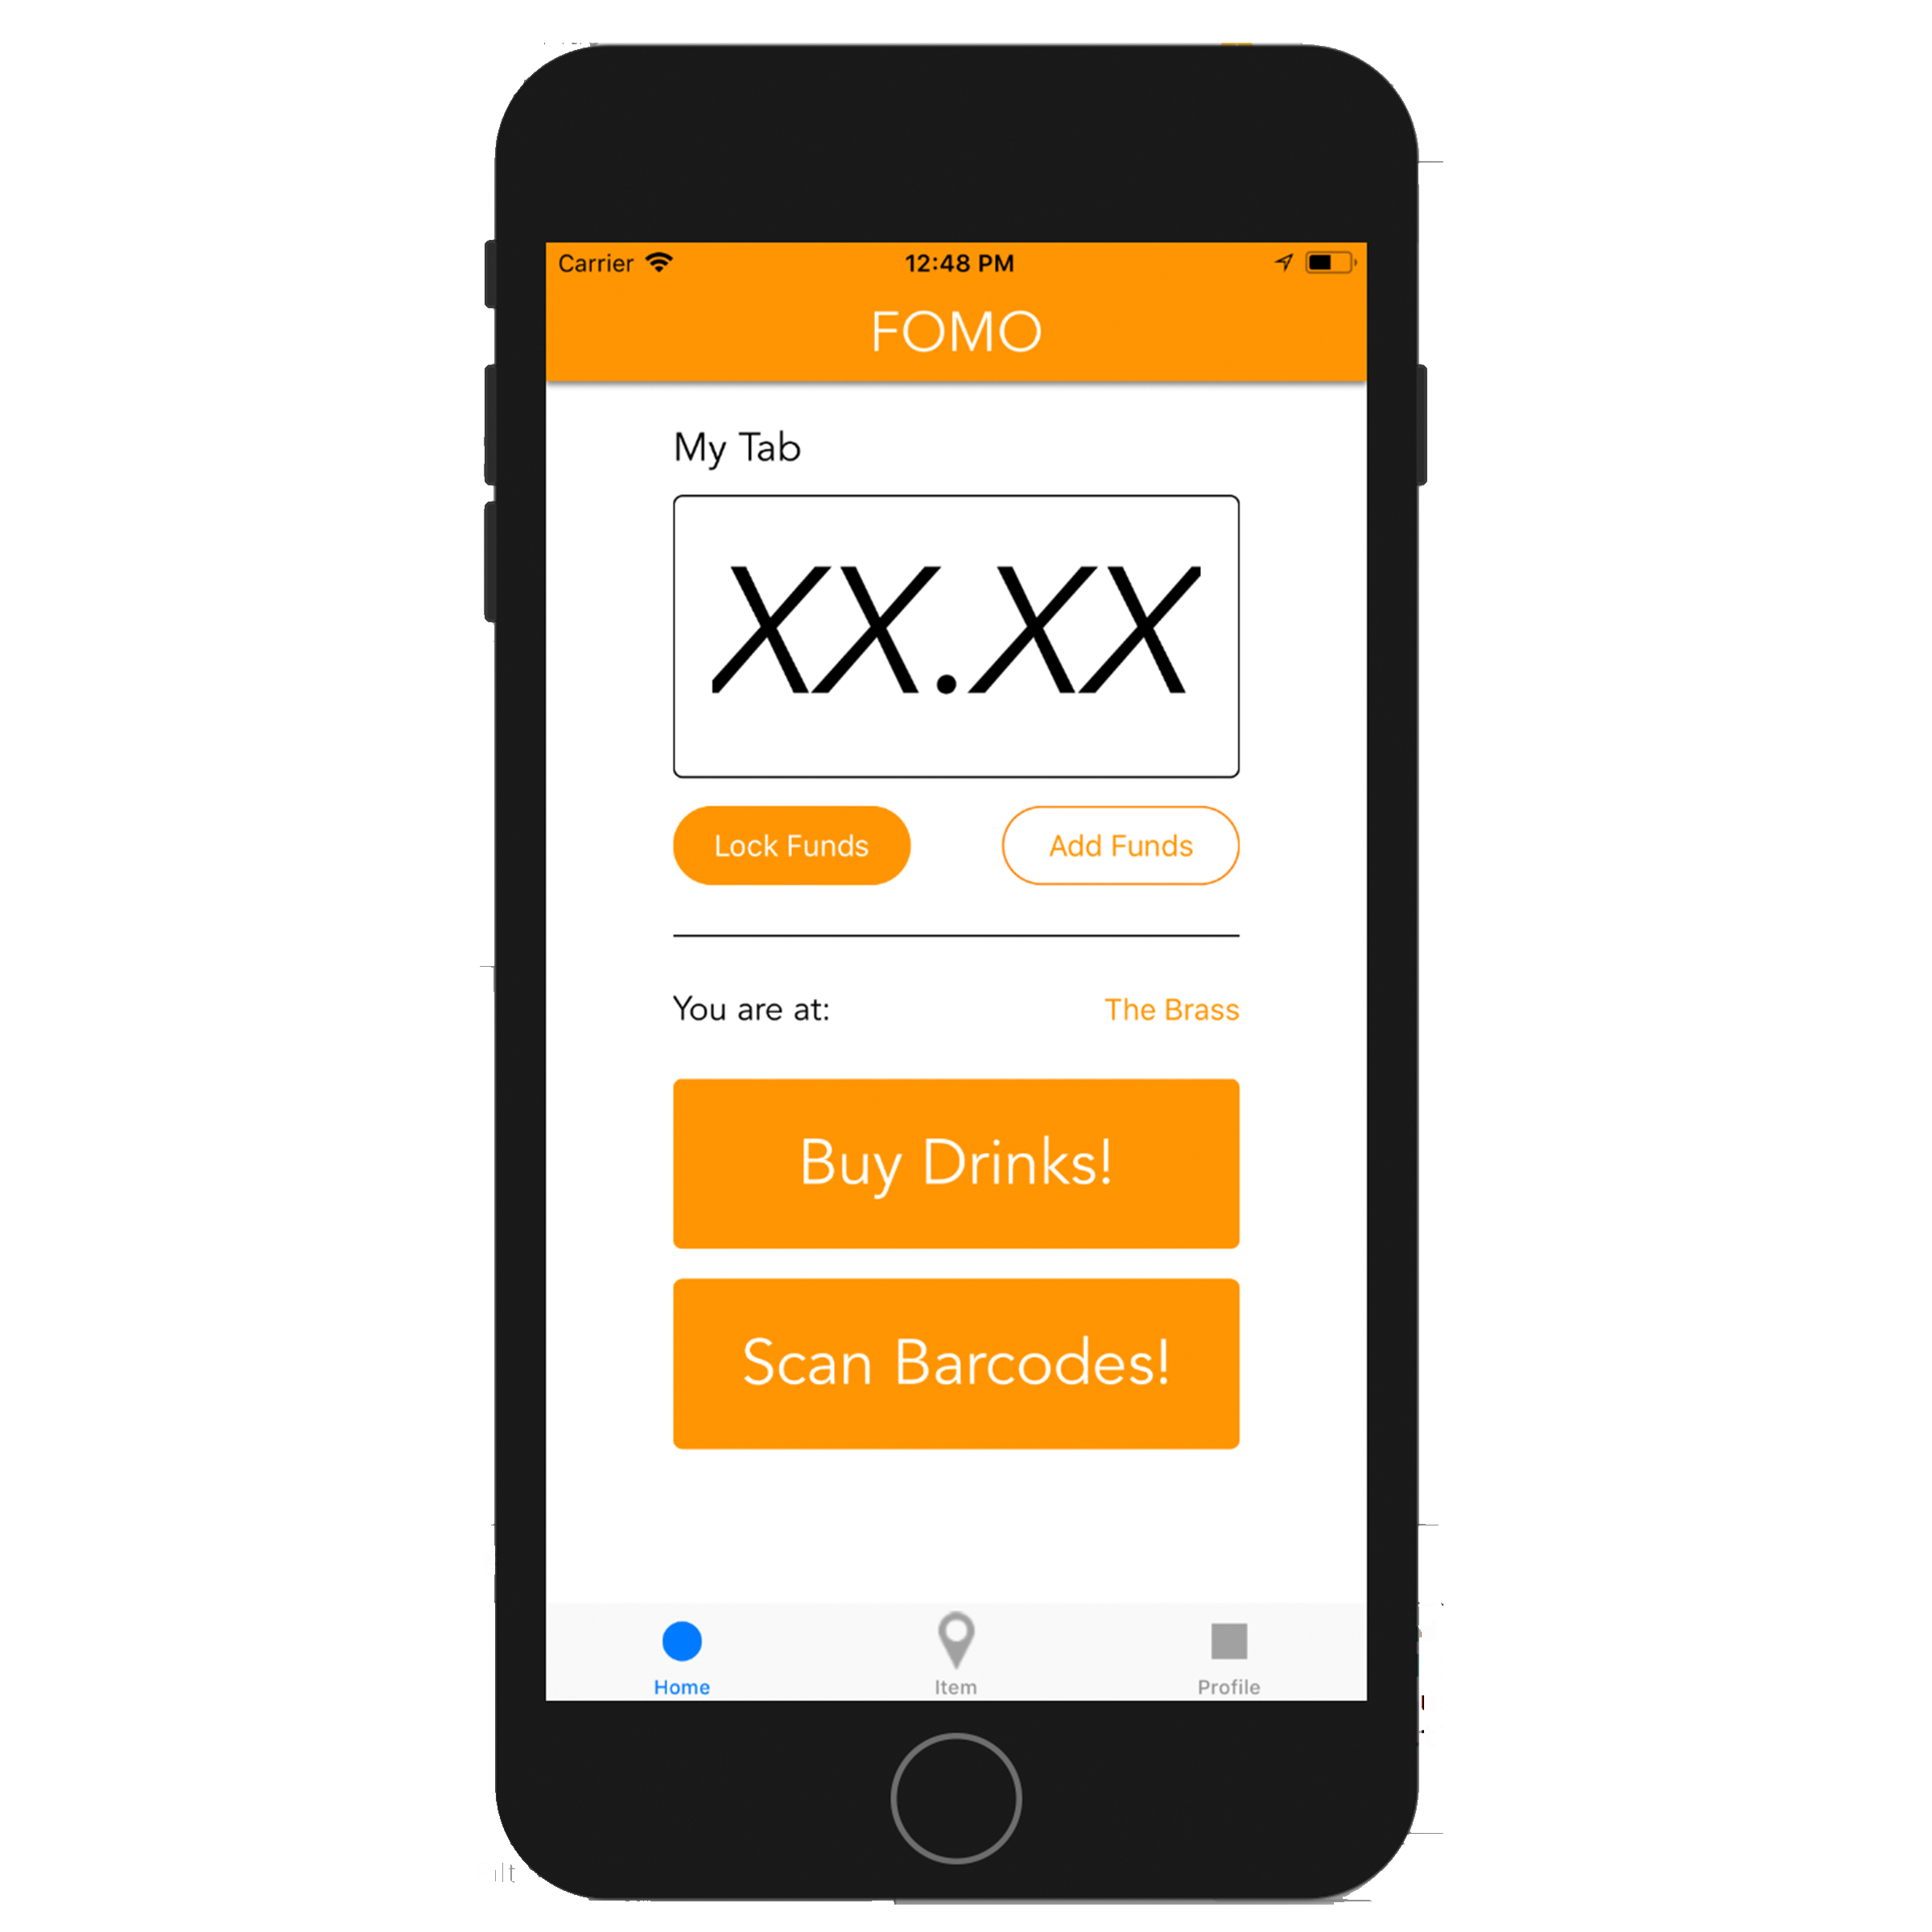 Carrier 12:48 PM
FOMO
My Tab
XX.XX
Lock Funds Add Funds
You are at: The Brass
Buy Drinks!
Scan Barcodes!
Home Item Profile